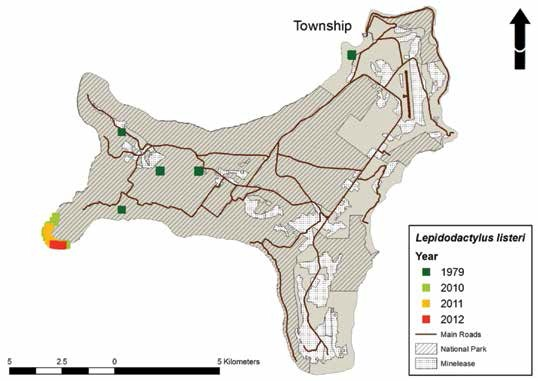 Township
Lepidodactylus listeri
Year
1979
2010
2011
2012
Main Roads
National Park
Minelease
5 2.5 0 5 Kilometers